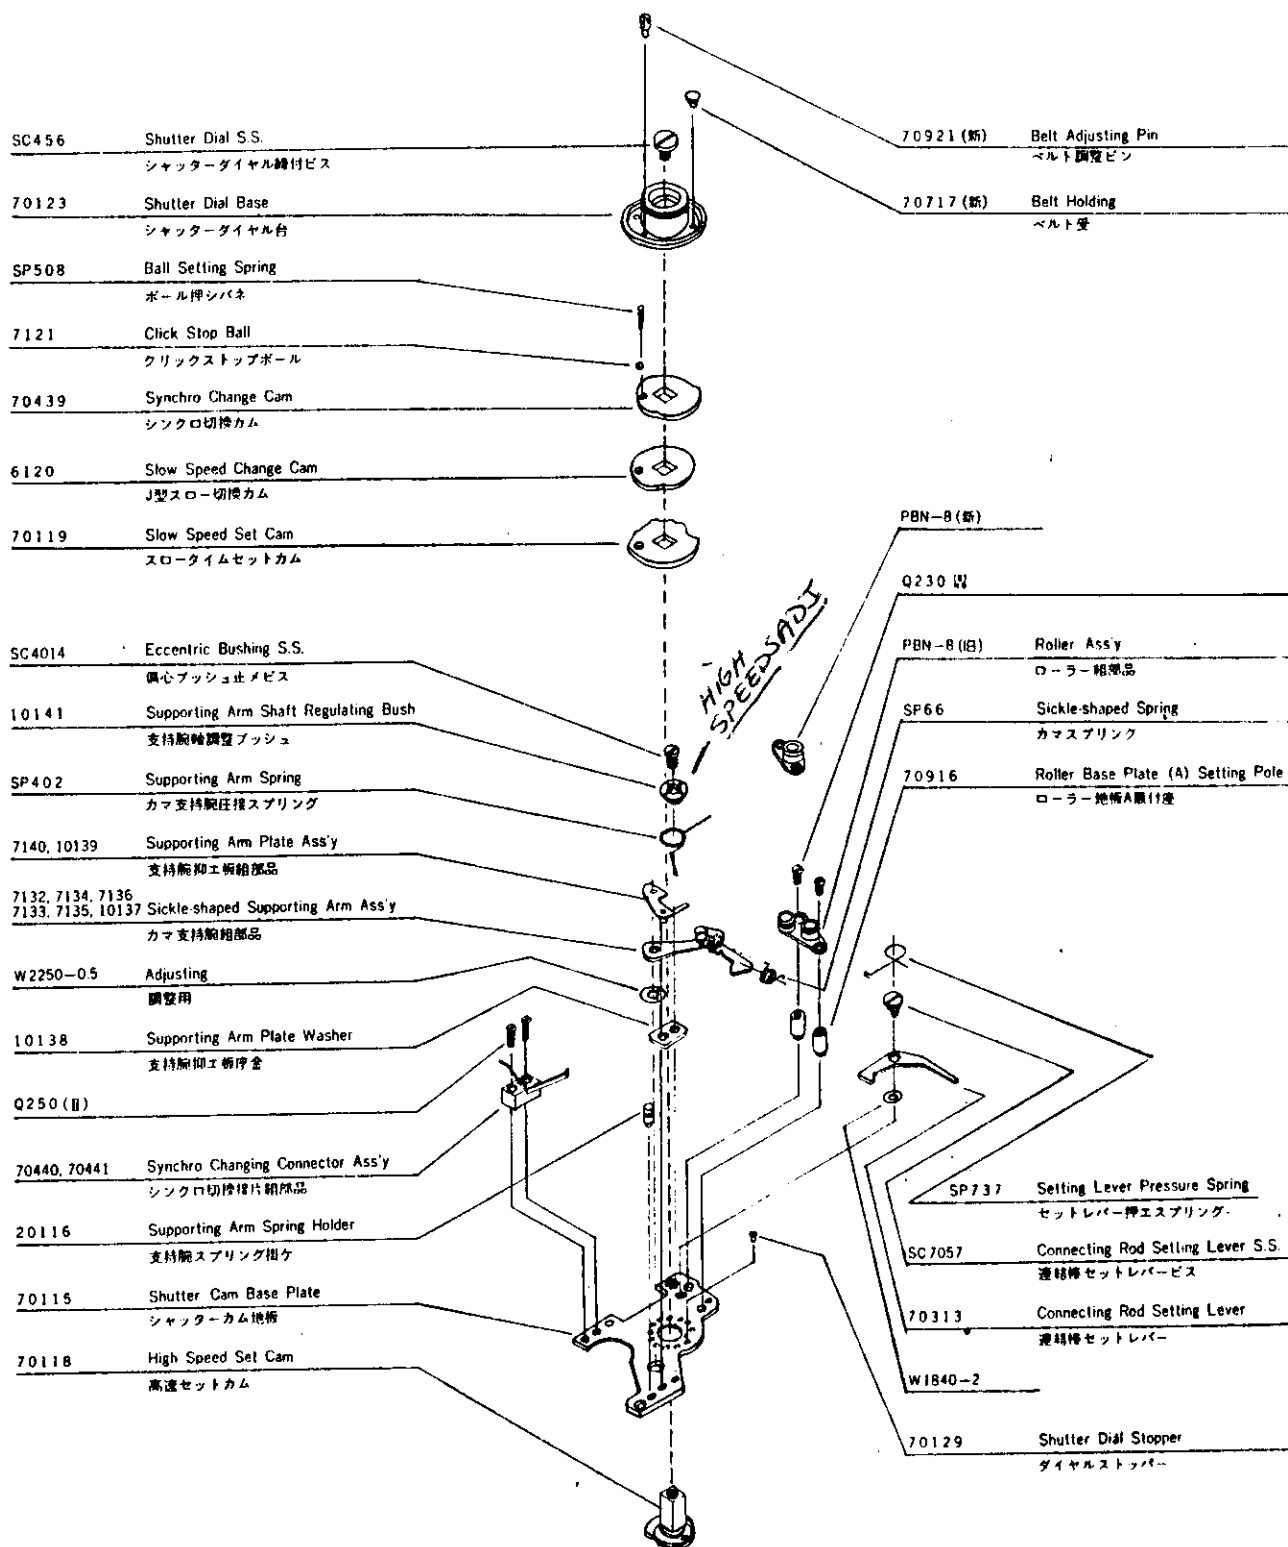 SC456 Shutter Dial S.S.
シャッターダイヤル締付ビス
70123 Shutter Dial Base
シャッターダイヤル台
SP508 Ball Setting Spring
ボール押シバネ
7121 Click Stop Ball
クリックストップボール
70439 Synchro Change Cam
シンクロ切換カム
6120 Slow Speed Change Cam
J型スロー切換カム
70119 Slow Speed Set Cam
スロータイムセットカム
SC4014 Eccentric Bushing S.S.
偏心ブッシュ止メビス
10141 Supporting Arm Shaft Regulating Bush
支持腕軸調整ブッシュ
SP402 Supporting Arm Spring
カマ支持腕圧接スプリング
7140, 10139 Supporting Arm Plate Ass'y
支持腕抑エ板組部品
7132, 7134, 7136
7133, 7135, 10137 Sickle-shaped Supporting Arm Ass'y
カマ支持腕組部品
W2250-0.5 Adjusting
調整用
10138 Supporting Arm Plate Washer
支持腕抑エ板座金
Q250 (II)
70440, 70441 Synchro Changing Connector Ass'y
シンクロ切換接片組部品
20116 Supporting Arm Spring Holder
支持腕スプリング掛ケ
70115 Shutter Cam Base Plate
シャッターカム地板
70118 High Speed Set Cam
高速セットカム
70921 (新) Belt Adjusting Pin
ベルト調整ピン
70717 (新) Belt Holding
ベルト受
PBN-8 (新)
Q230
PBN-8 (旧) Roller Ass'y
ローラー組部品
SP66 Sickle-shaped Spring
カマスプリング
70916 Roller Base Plate (A) Setting Pole
ローラー地板A取付座
HIGH
SPEEDS ADJ
SP737 Setting Lever Pressure Spring
セットレバー押エスプリング
SC7057 Connecting Rod Setting Lever S.S.
連結棒セットレバービス
70313 Connecting Rod Setting Lever
連結棒セットレバー
W1840-2
70129 Shutter Dial Stopper
ダイヤルストッパー